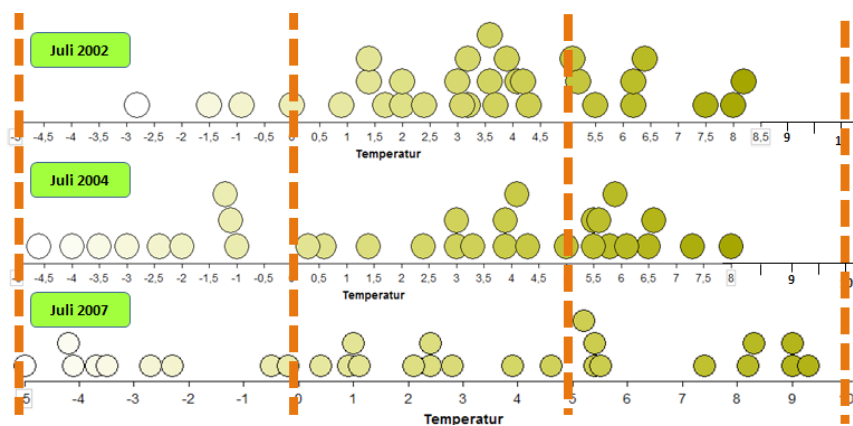 Juli 2002
-4,5 -4 -3,5 -3 -2,5 -2 -1,5 -1 -0,5 0,5 1 1,5 2 2,5 3 3,5 4 4,5 5,5 6 6,5 7 7,5 8 8,5 9
Temperatur
Juli 2004
-4,5 -4 -3,5 -3 -2,5 -2 -1,5 -1 -0,5 0,5 1 1,5 2 2,5 3 3,5 4 4,5 5,5 6 6,5 7 7,5 8 9
Temperatur
Juli 2007
-5 -4 -3 -2 -1 0 1 2 3 4 5 6 7 8 9 10
Temperatur